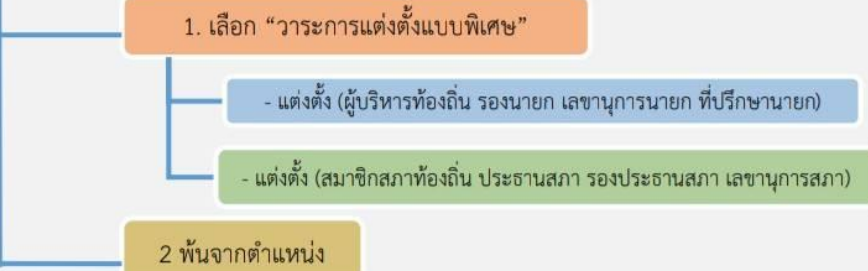 1. เลือก “วาระการแต่งตั้งแบบพิเศษ”
- แต่งตั้ง (ผู้บริหารท้องถิ่น รองนายก เลขานุการนายก ที่ปรึกษานายก)
- แต่งตั้ง (สมาชิกสภาท้องถิ่น ประธานสภา รองประธานสภา เลขานุการสภา)
2 พ้นจากตำแหน่ง